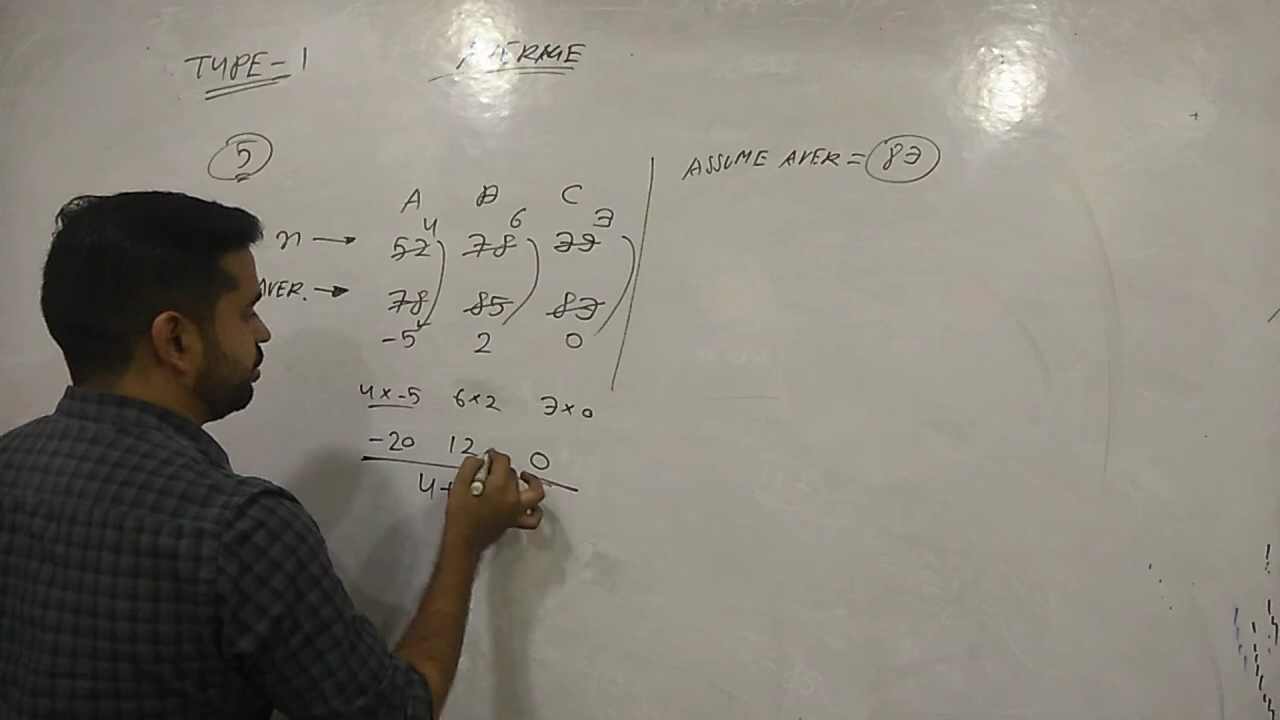 TYPE-1 AVERAGE
5
ASSUME AVER = 83
A B C
4 6 3
n → 52 78 39
AVER. → 78 85 83
-5 2 0
4 × -5 6×2 3×0
-20 12 0
4+